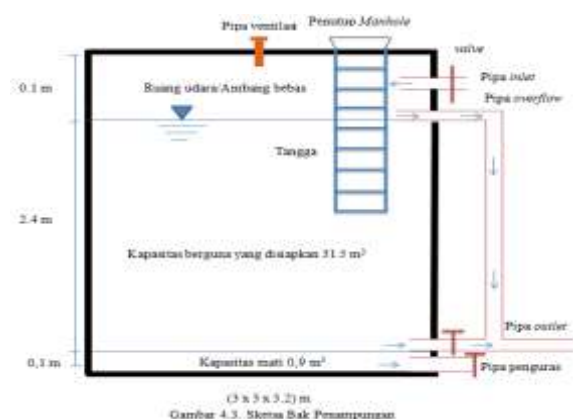 Pipa ventilasi
Penutup Manhole
valve
0.1 m
Ruang udara/Ambang bebas
Pipa inlet
Pipa overflow
Tangga
2.4 m
Kapasitas berguna yang disiapkan 31.5 m³
Pipa outlet
0,1 m
Kapasitas mati 0,9 m³
Pipa penguras
(3 x 3 x 3.2) m
Gambar 4.3. Sketsa Bak Penampungan